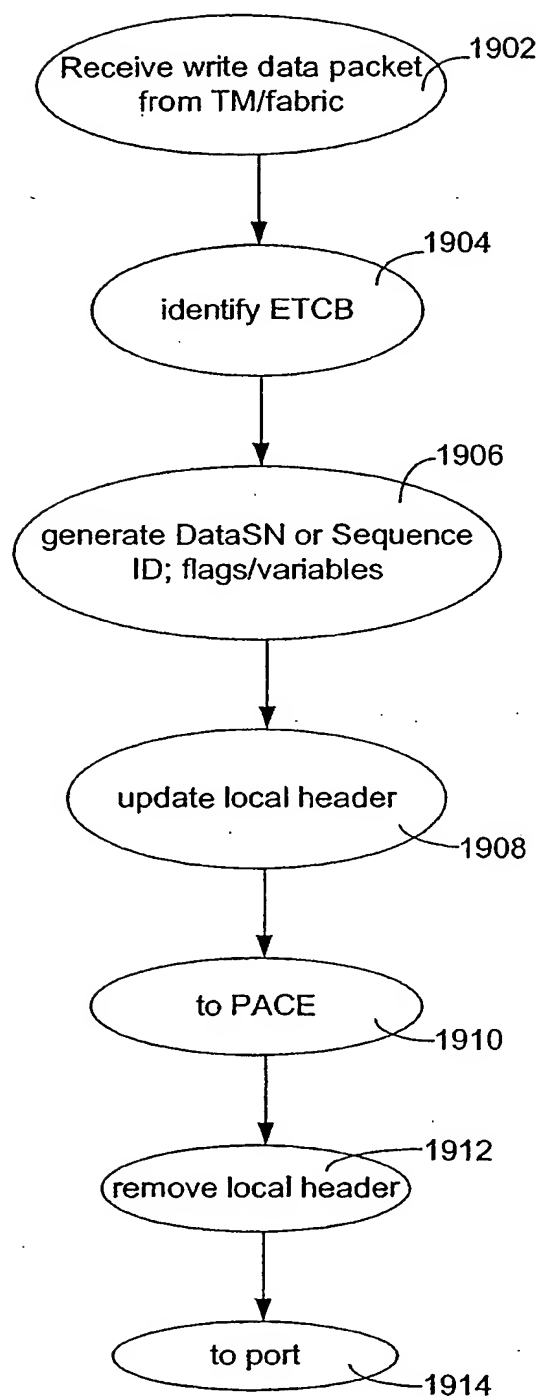 Receive write data packet
from TM/fabric
1902
1904
identify ETCB
1906
generate DataSN or Sequence
ID; flags/variables
update local header
1908
to PACE
1910
1912
remove local header
to port
1914